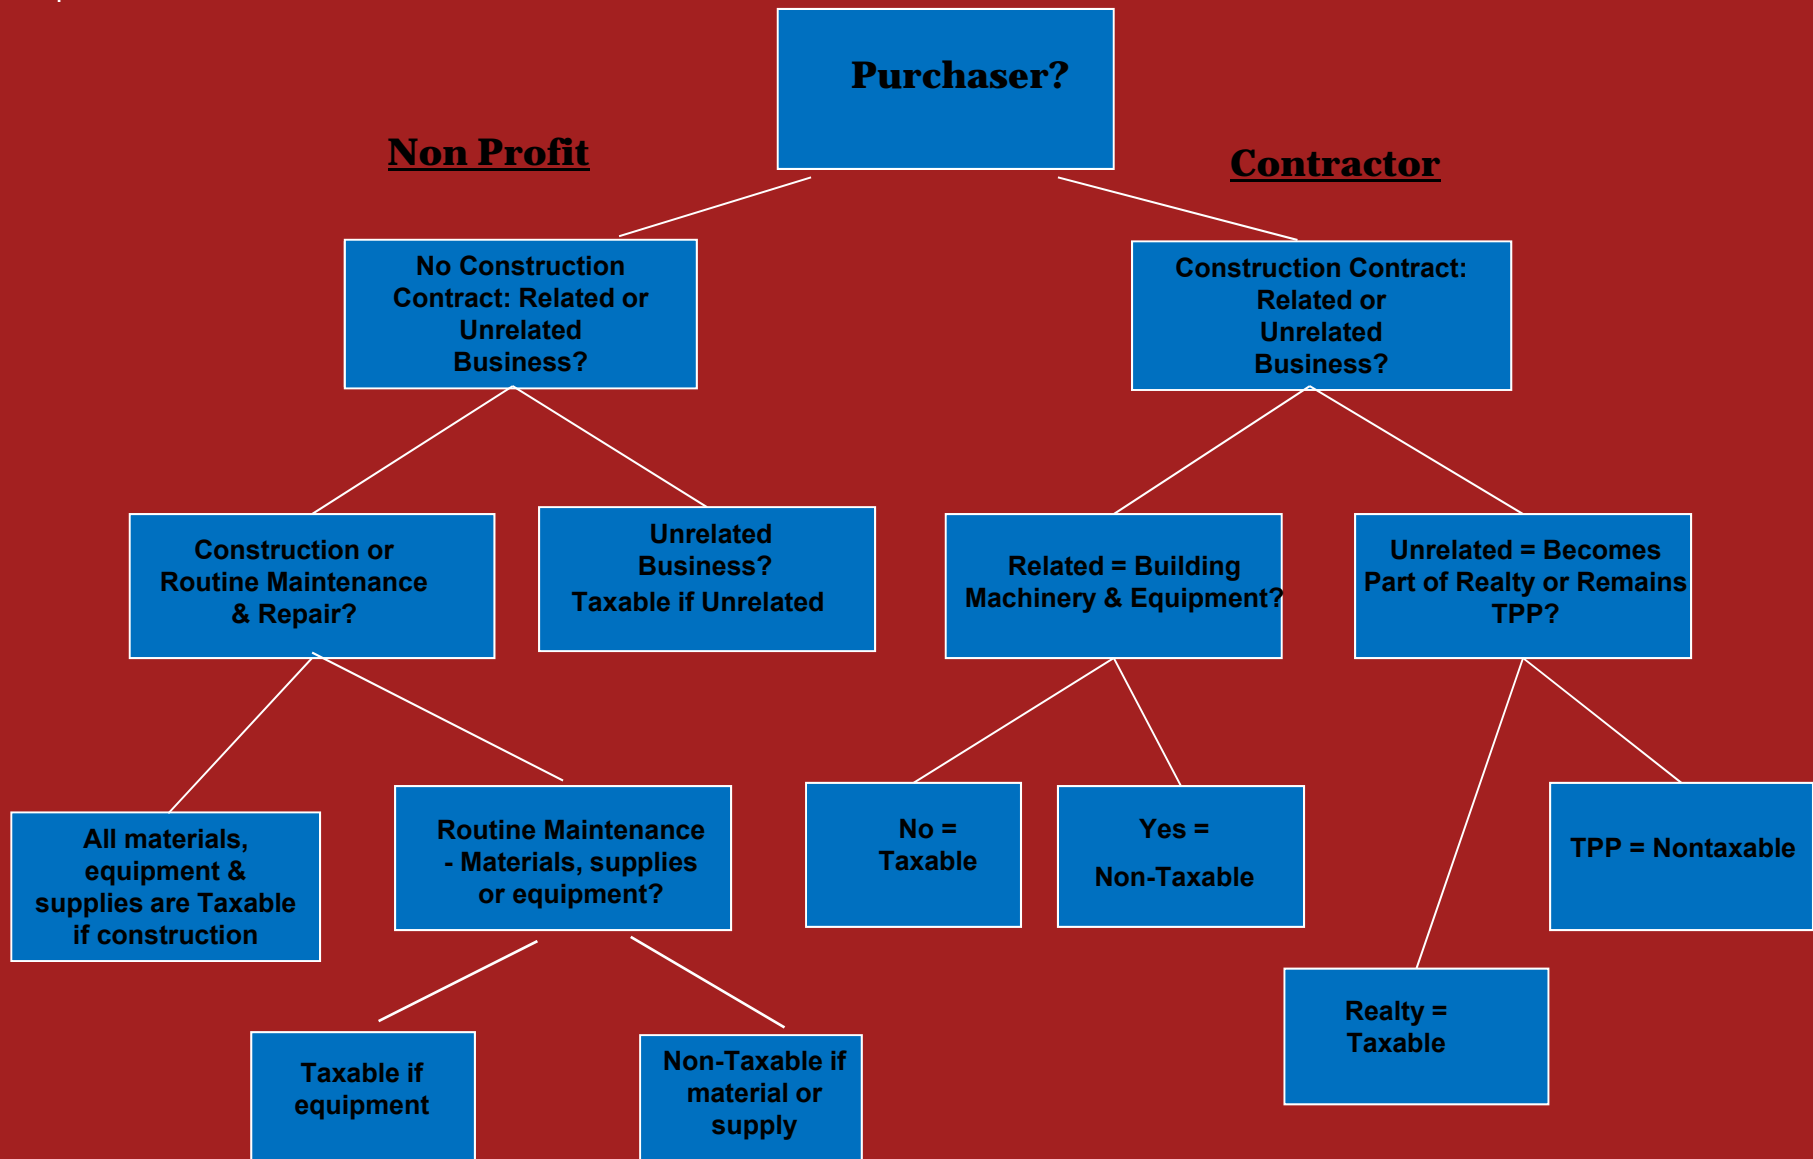 Purchaser?
Non Profit
Contractor
No Construction
Contract: Related or
Unrelated
Business?
Construction Contract:
Related or
Unrelated
Business?
Construction or
Routine Maintenance
& Repair?
Unrelated
Business?
Taxable if Unrelated
Related = Building
Machinery & Equipment?
Unrelated = Becomes
Part of Realty or Remains
TPP?
All materials,
equipment &
supplies are Taxable
if construction
Routine Maintenance
- Materials, supplies
or equipment?
No =
Taxable
Yes =
Non-Taxable
TPP = Nontaxable
Realty =
Taxable
Taxable if
equipment
Non-Taxable if
material or
supply